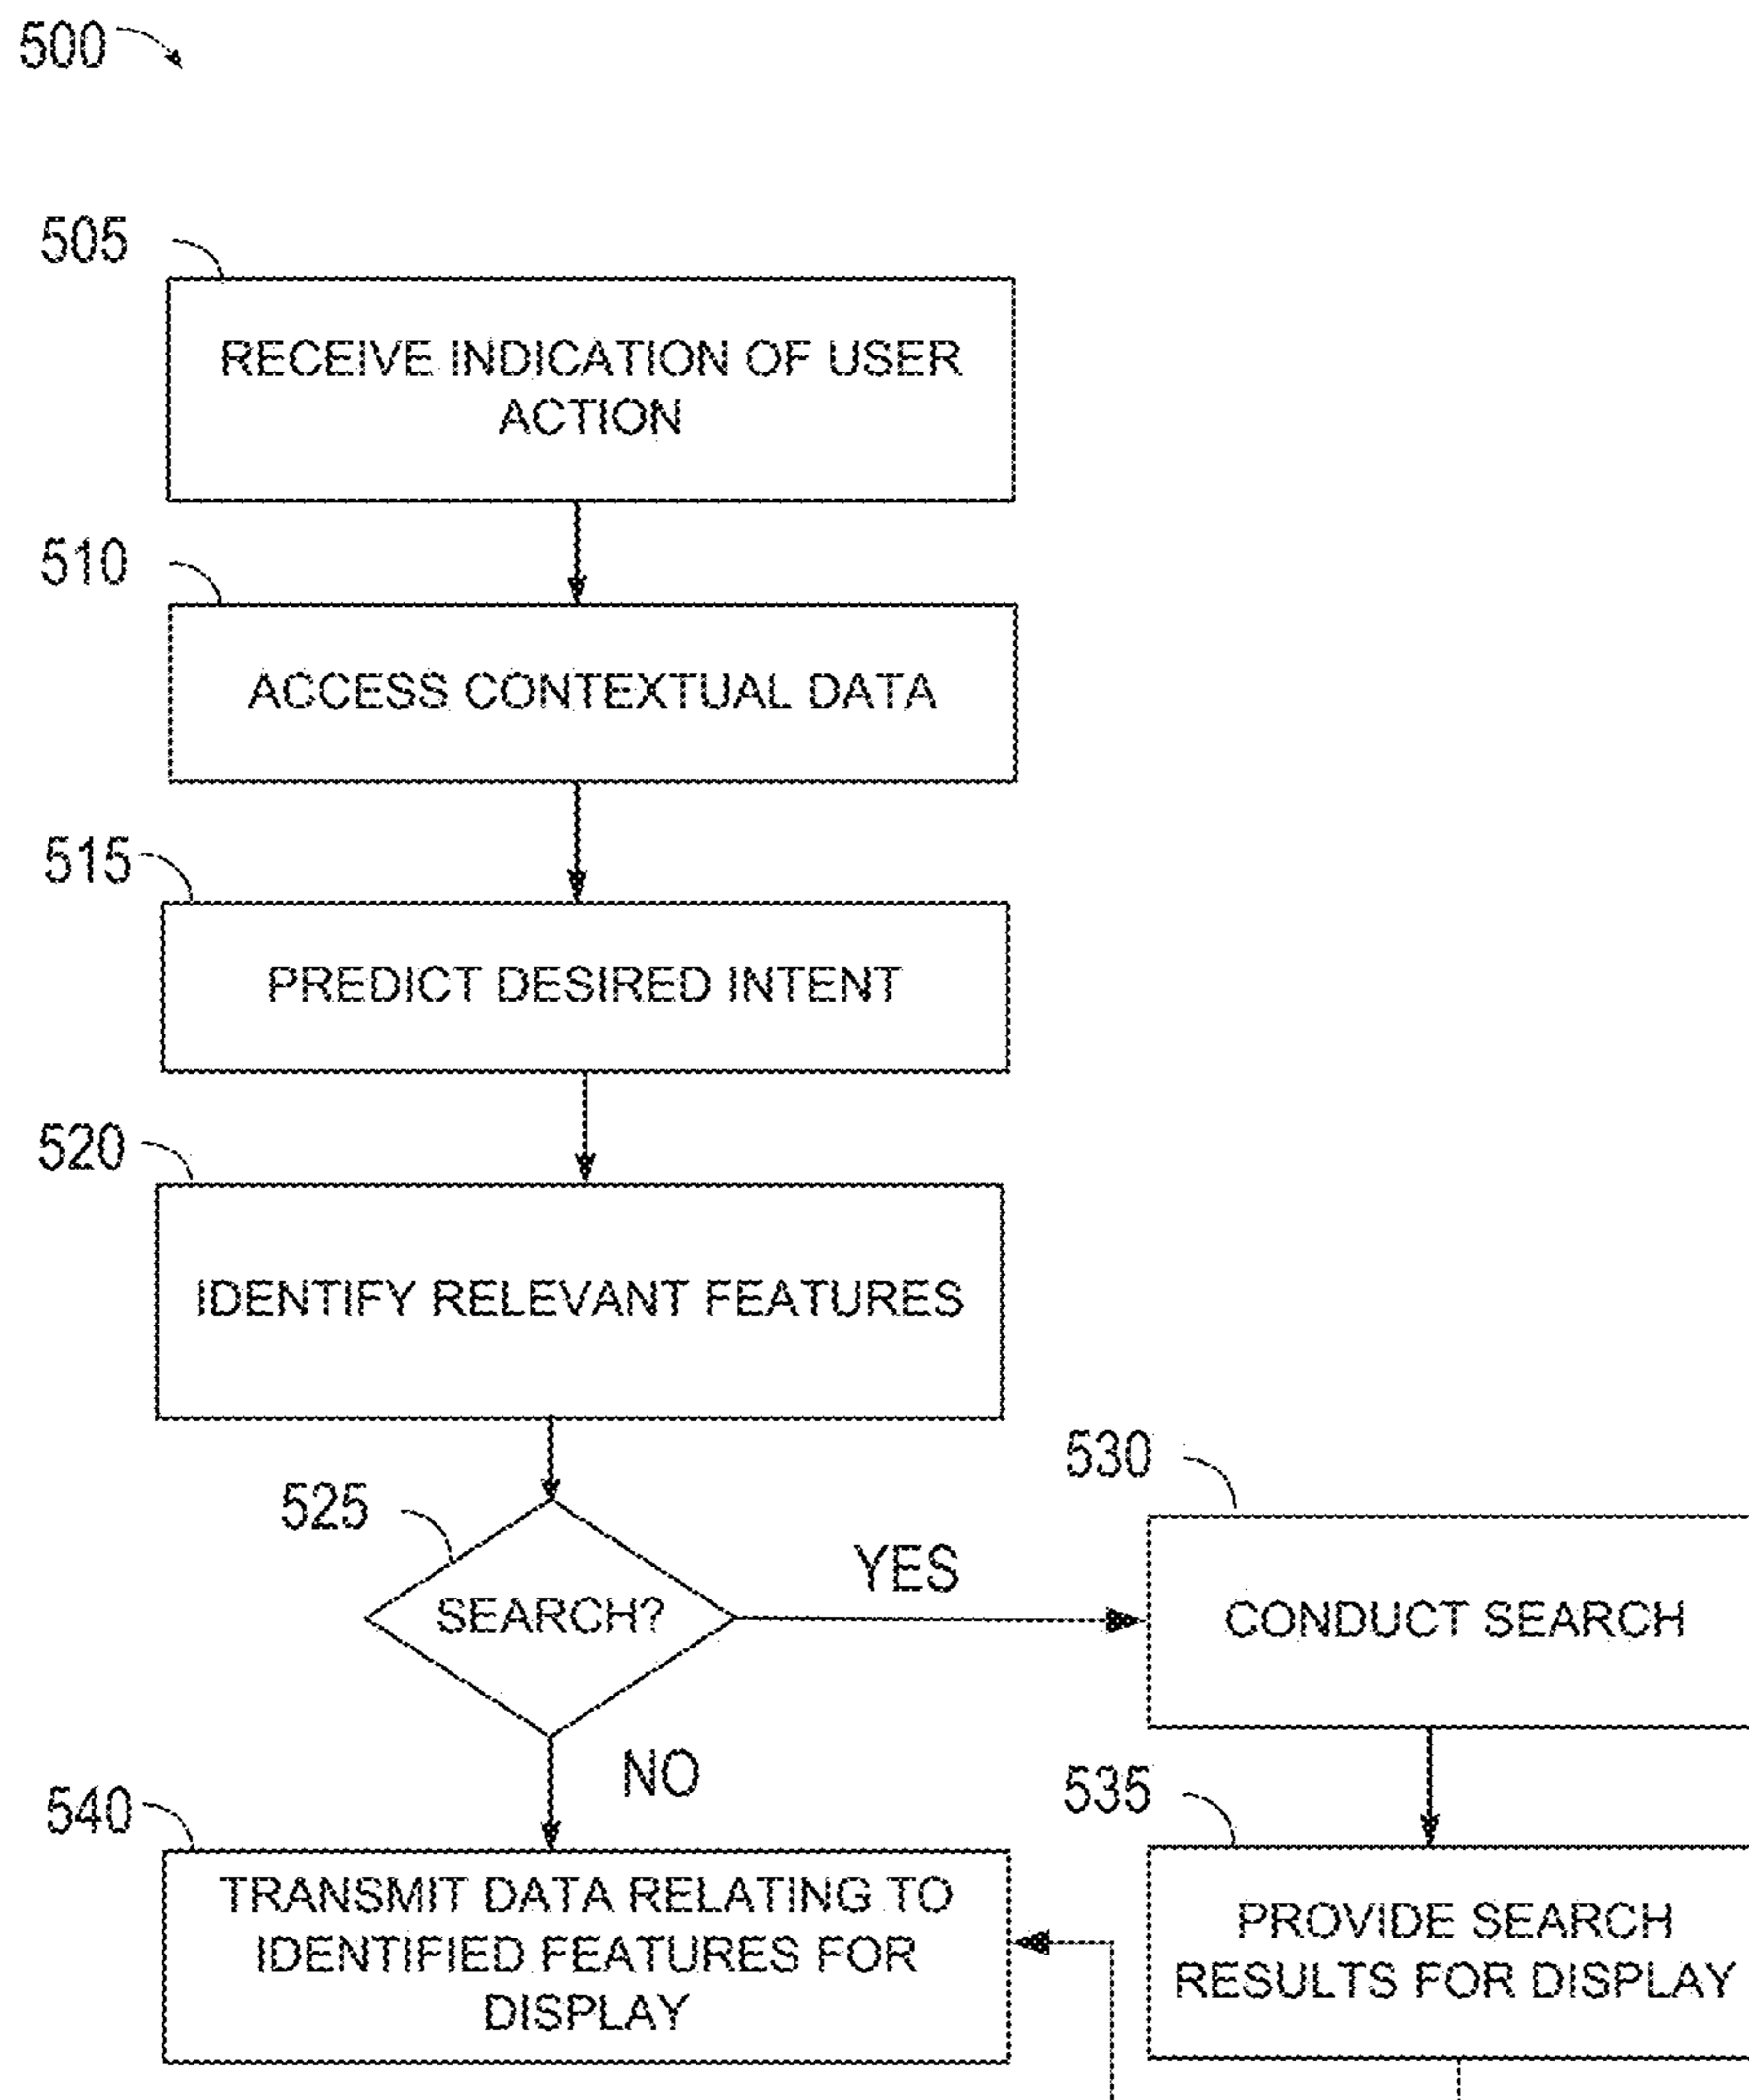 500
505
RECEIVE INDICATION OF USER
ACTION
510
ACCESS CONTEXTUAL DATA
515
PREDICT DESIRED INTENT
520
IDENTIFY RELEVANT FEATURES
525
SEARCH?
YES
530
CONDUCT SEARCH
NO
535
PROVIDE SEARCH
RESULTS FOR DISPLAY
540
TRANSMIT DATA RELATING TO
IDENTIFIED FEATURES FOR
DISPLAY